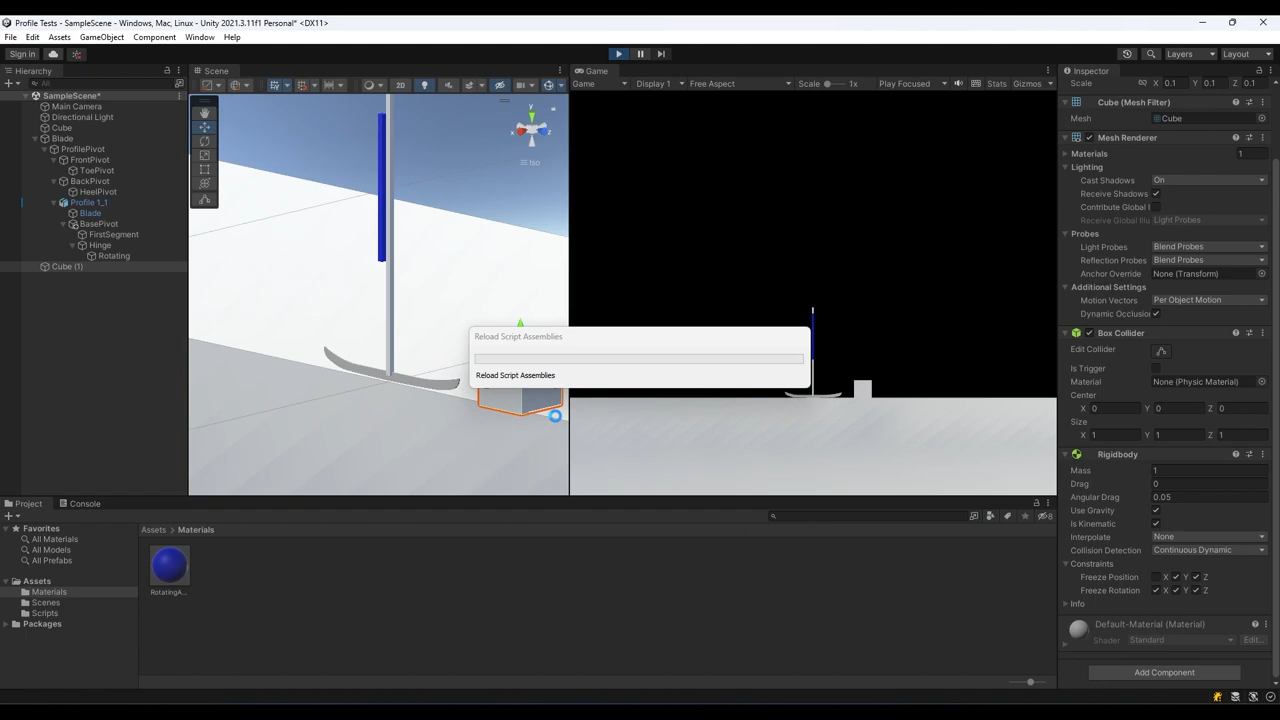 Profile Tests - SampleScene - Windows, Mac, Linux - Unity 2021.3.11f1 Personal* <DX11>
File Edit Assets GameObject Component Window Help
Sign in Layers Layout
Hierarchy
All
SampleScene*
Main Camera
Directional Light
Cube
Blade
ProfilePivot
FrontPivot
ToePivot
BackPivot
HeelPivot
Profile 1_1
Blade
BasePivot
FirstSegment
Hinge
Rotating
Cube (1)
Scene
2D
y
x z
Iso
Game
Game Display 1 Free Aspect Scale 1x Play Focused Stats Gizmos
Reload Script Assemblies
Reload Script Assemblies
Inspector
Scale X 0.1 Y 0.1 Z 0.1
Cube (Mesh Filter)
Mesh Cube
Mesh Renderer
Materials 1
Lighting
Cast Shadows On
Receive Shadows
Contribute Global I
Receive Global Illu Light Probes
Probes
Light Probes Blend Probes
Reflection Probes Blend Probes
Anchor Override None (Transform)
Additional Settings
Motion Vectors Per Object Motion
Dynamic Occlusion
Box Collider
Edit Collider
Is Trigger
Material None (Physic Material)
Center
X 0 Y 0 Z 0
Size
X 1 Y 1 Z 1
Rigidbody
Mass 1
Drag 0
Angular Drag 0.05
Use Gravity
Is Kinematic
Interpolate None
Collision Detection Continuous Dynamic
Constraints
Freeze Position X Y Z
Freeze Rotation X Y Z
Info
Default-Material (Material)
Shader Standard Edit...
Add Component
Project Console
8
Favorites
All Materials
All Models
All Prefabs
Assets
Materials
Scenes
Scripts
Packages
Assets > Materials
RotatingA...